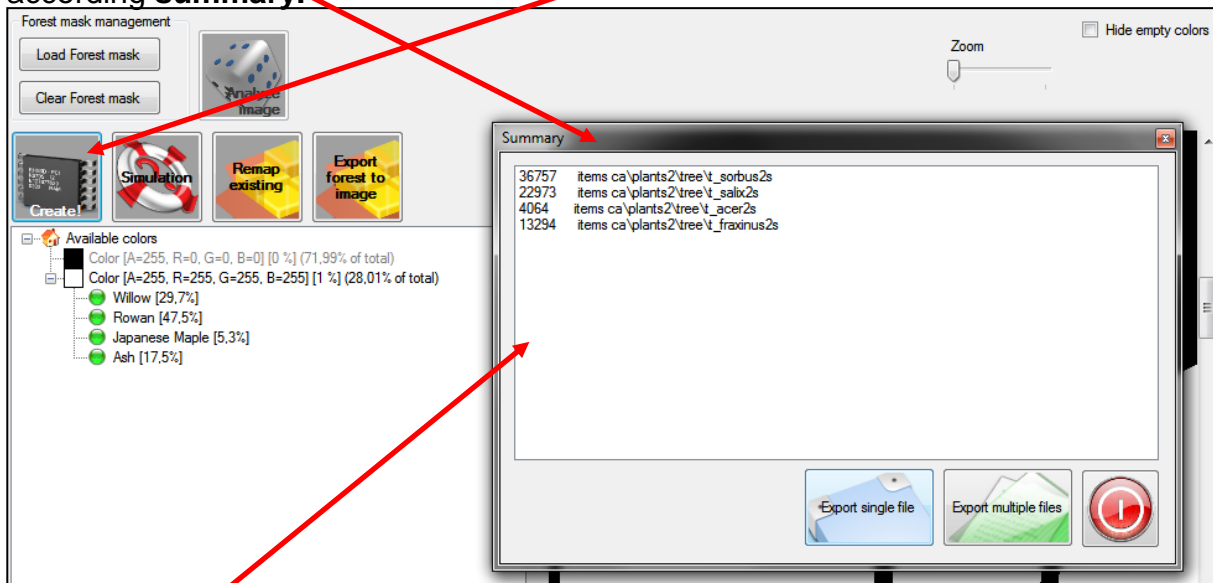 according Summary.
Forest mask management
Load Forest mask
Clear Forest mask
Analyze image
Zoom
Hide empty colors
Create!
Simulation
Remap existing
Export forest to image
Available colors
Color [A=255, R=0, G=0, B=0] [0 %] (71,99% of total)
Color [A=255, R=255, G=255, B=255] [1 %] (28,01% of total)
Willow [29,7%]
Rowan [47,5%]
Japanese Maple [5,3%]
Ash [17,5%]
Summary
36757 items ca\plants2\tree\t_sorbus2s
22973 items ca\plants2\tree\t_salix2s
4064 items ca\plants2\tree\t_acer2s
13294 items ca\plants2\tree\t_fraxinus2s
Export single file
Export multiple files